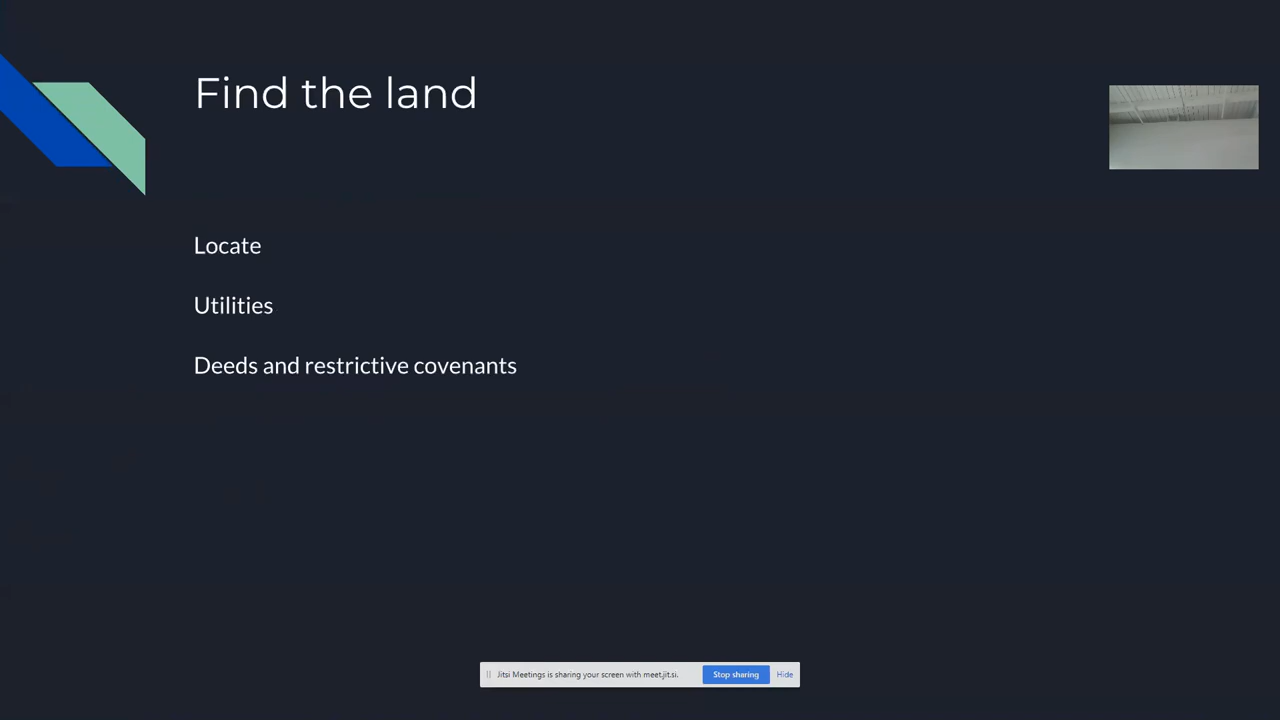 Find the land
Locate
Utilities
Deeds and restrictive covenants
Jitsi Meetings is sharing your screen with meet.jit.si.
Stop sharing
Hide